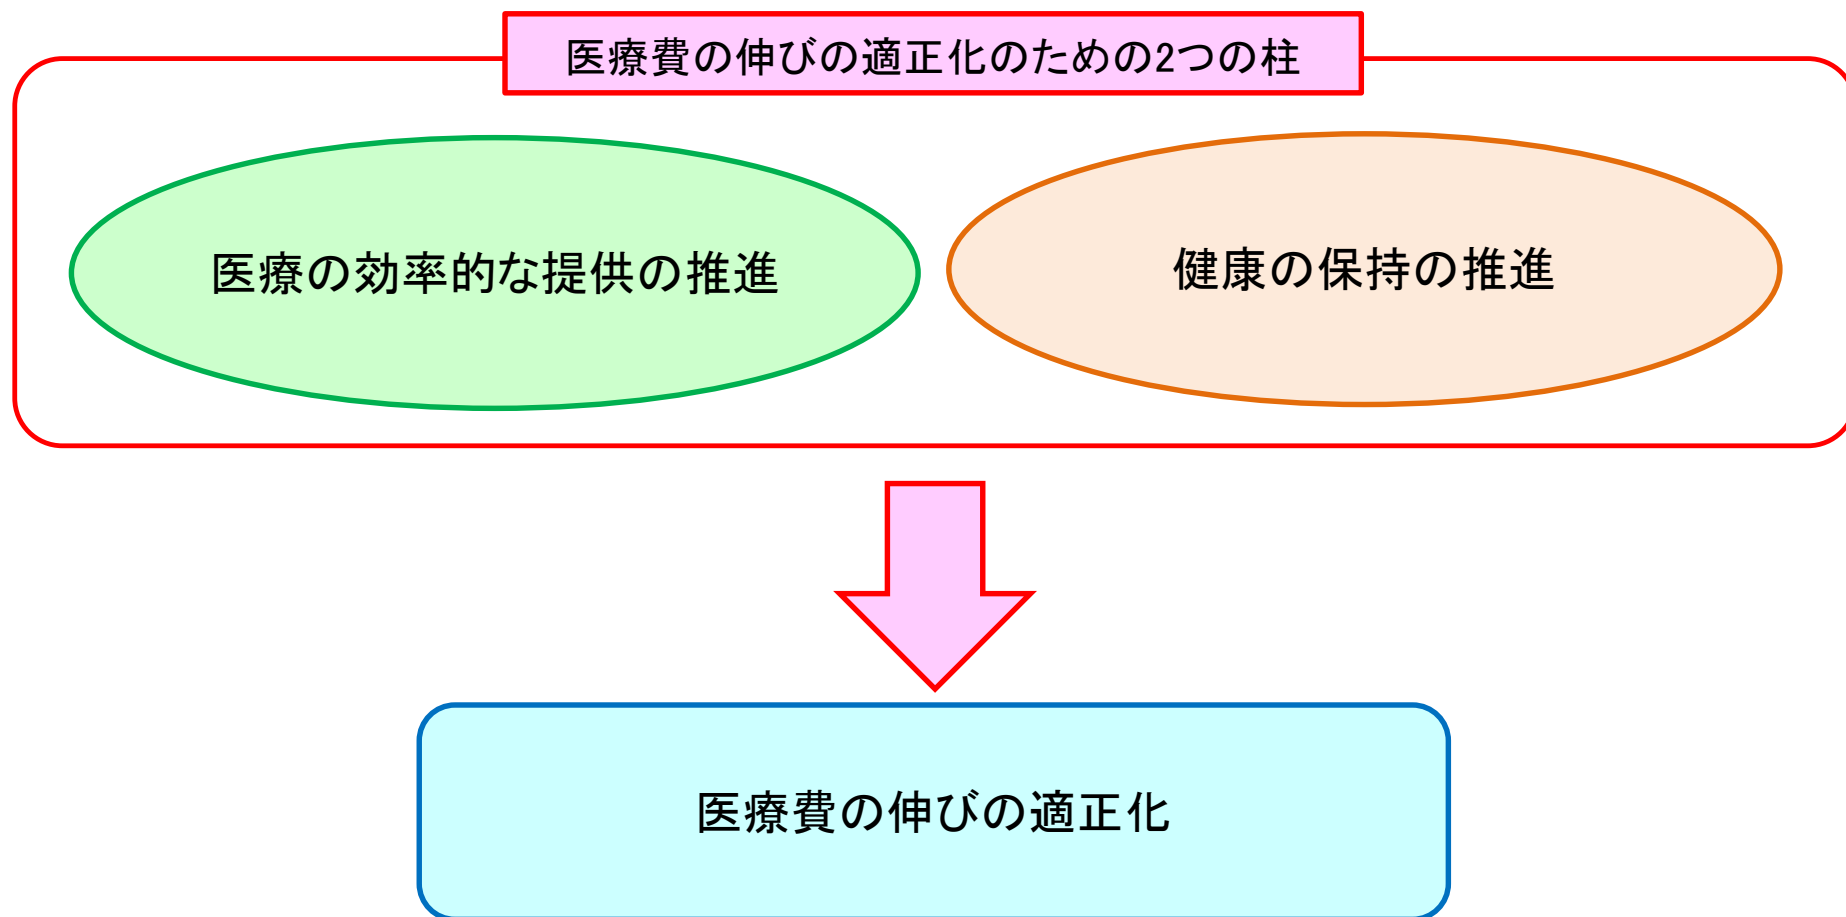 医療費の伸びの適正化のための2つの柱
医療の効率的な提供の推進
健康の保持の推進
医療費の伸びの適正化